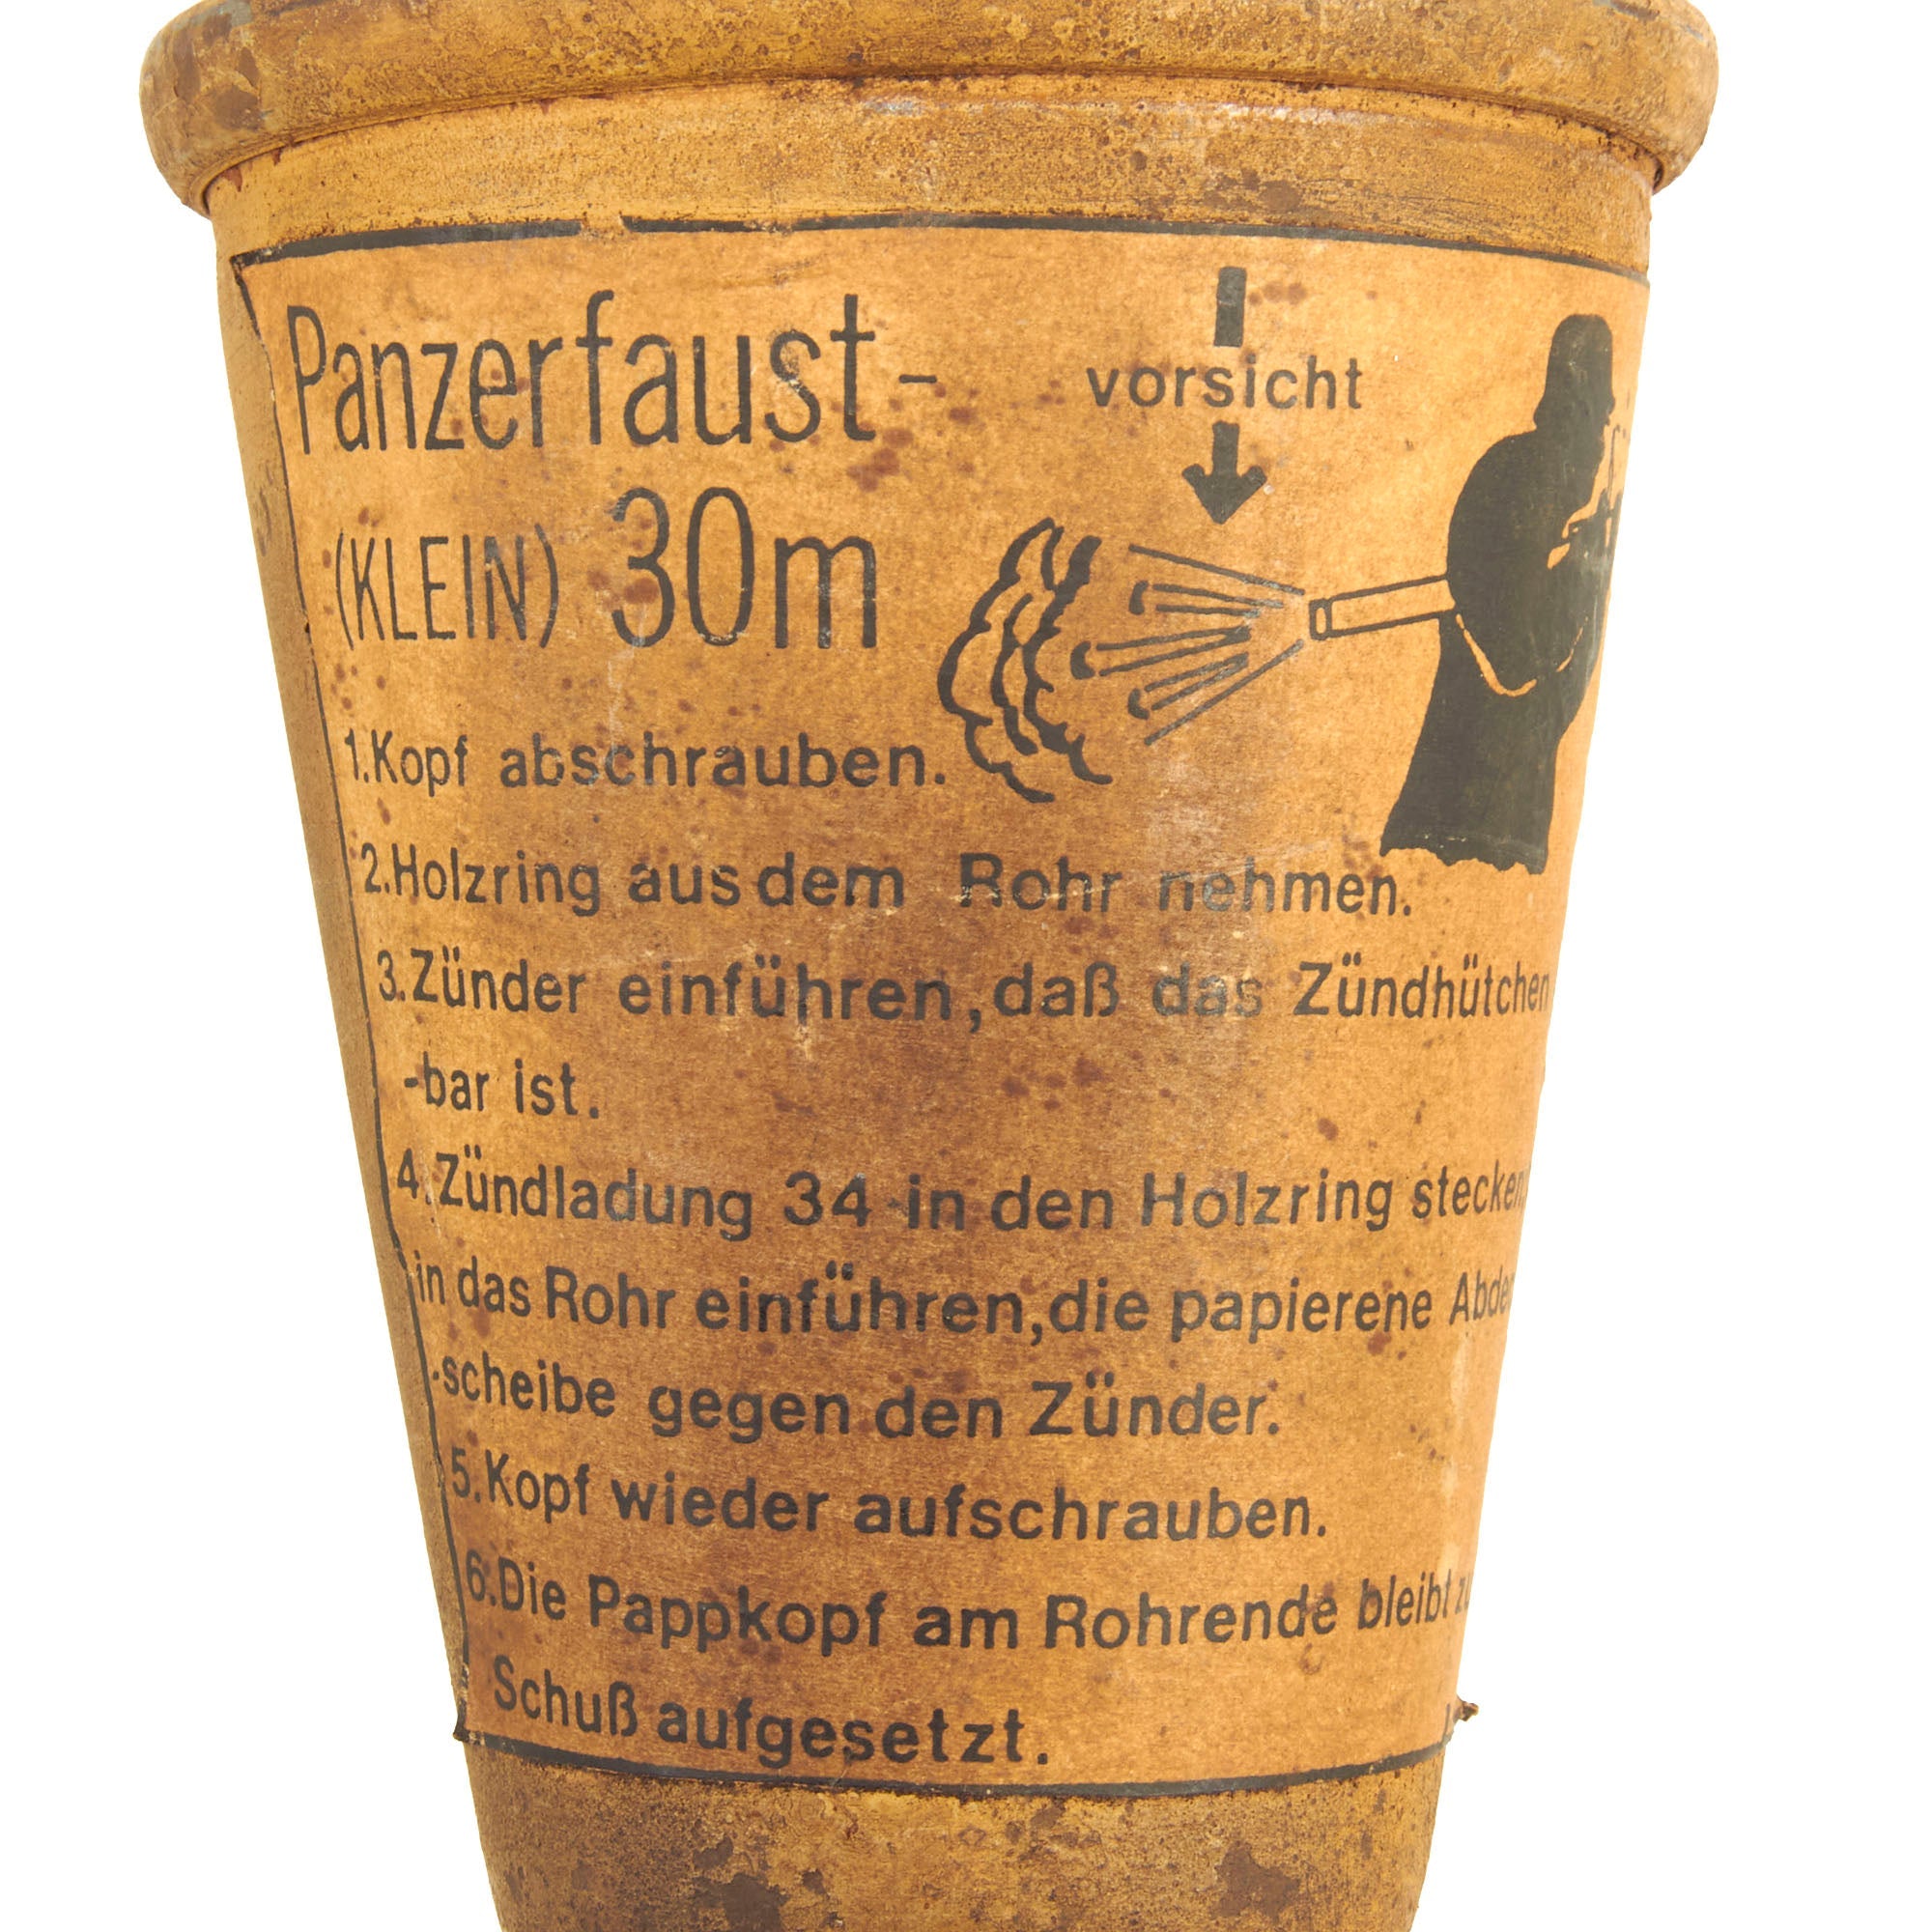 Panzerfaust-
(KLEIN) 30m
vorsicht
1.Kopf abschrauben.
2.Holzring aus dem Rohr nehmen.
3.Zünder einführen, daß das Zündhütchen
-bar ist.
4.Zündladung 34 in den Holzring stecken
in das Rohr einführen, die papierene
-scheibe gegen den Zünder.
5.Kopf wieder aufschrauben.
6.Die Pappkopf am Rohrende bleibt
Schuß aufgesetzt.